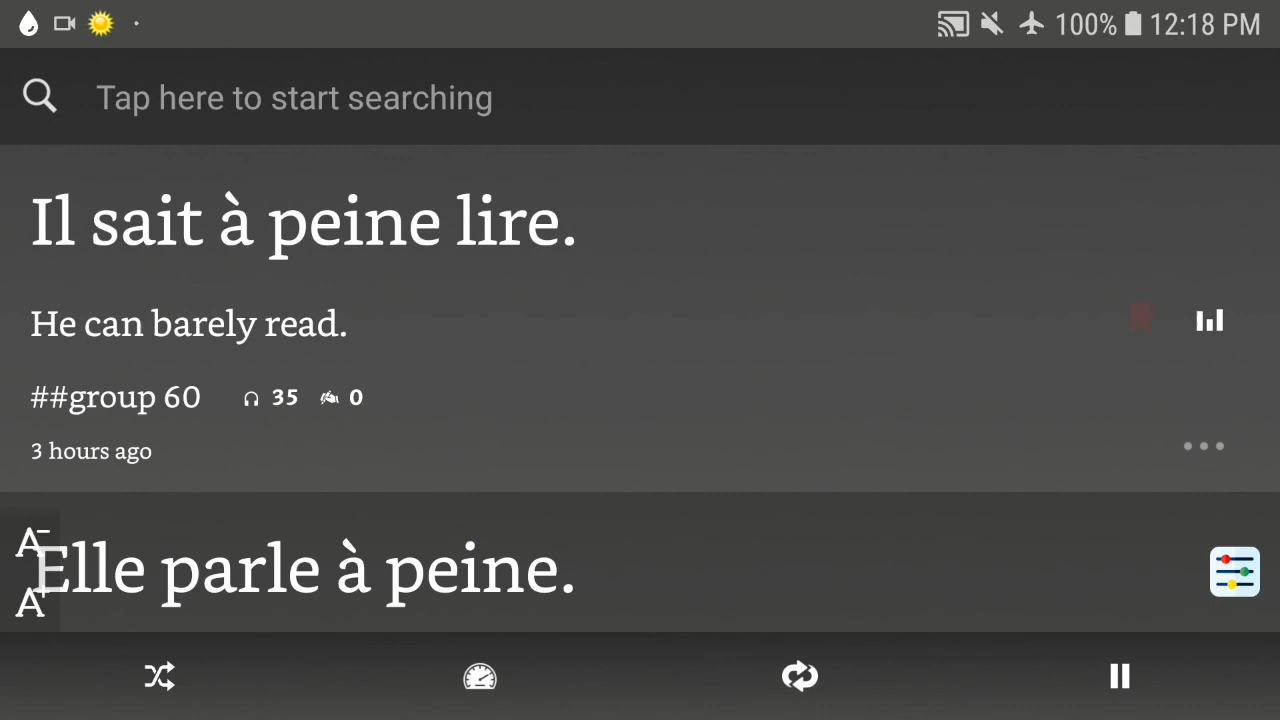 100% 12:18 PM
Tap here to start searching
Il sait à peine lire.
He can barely read.
##group 60 35 0
3 hours ago
A-
Elle parle à peine.
A+